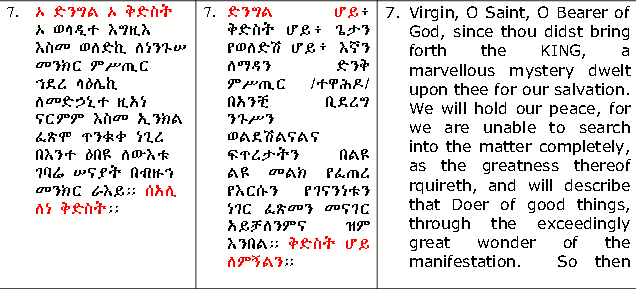 7. ኦ ድንግል ኦ ቅድስት
ኦ ወላዲተ እግዚእ
እስመ ወለድኪ ለነንጉሠ
መንክር ምሥጢር
ኀደረ ላዕሌኪ
ለመድኃኒተ ዚአነ
ናርምም እስመ ኢንክል
ፈጽሞ ጥንቁቀ ነጊረ
በእንተ ዕበዩ ለውእቱ
ገባሬ ሠናያት በብዙኅ
መንክር ራእይ። ሰአሊ
ለነ ቅድስት።
7. ድንግል ሆይ፥
ቅድስት ሆይ፥ ጌታን
የወለድሽ ሆይ፥ እኛን
ለማዳን ድንቅ
ምሥጢር /ተዋሕዶ/
በአንቺ ቢደረግ
ንጉሥን
ወልደሽልናልና
ፍጥረታትን በልዩ
ልዩ መልክ የፈጠረ
የእርሱን የገናንነቱን
ነገር ፈጽመን መናገር
አይቻለንምና ዝም
እንበል። ቅድስት ሆይ
ለምኝልን።
7. Virgin, O Saint, O Bearer of
God, since thou didst bring
forth the KING, a
marvellous mystery dwelt
upon thee for our salvation.
We will hold our peace, for
we are unable to search
into the matter completely,
as the greatness thereof
rquireth, and will describe
that Doer of good things,
through the exceedingly
great wonder of the
manifestation. So then